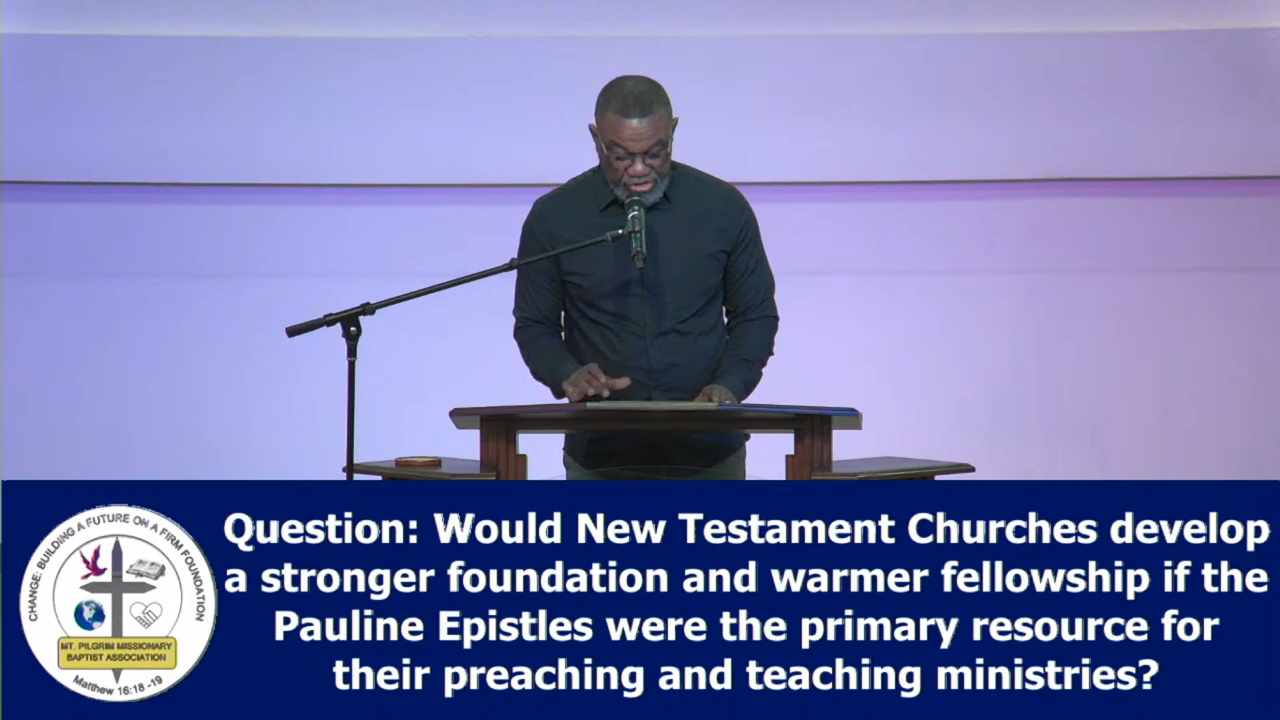 Question: Would New Testament Churches develop
a stronger foundation and warmer fellowship if the
Pauline Epistles were the primary resource for
their preaching and teaching ministries?
CHANGE: BUILDING A FUTURE ON A FIRM FOUNDATION
MT. PILGRIM MISSIONARY
BAPTIST ASSOCIATION
Matthew 16:18 -19